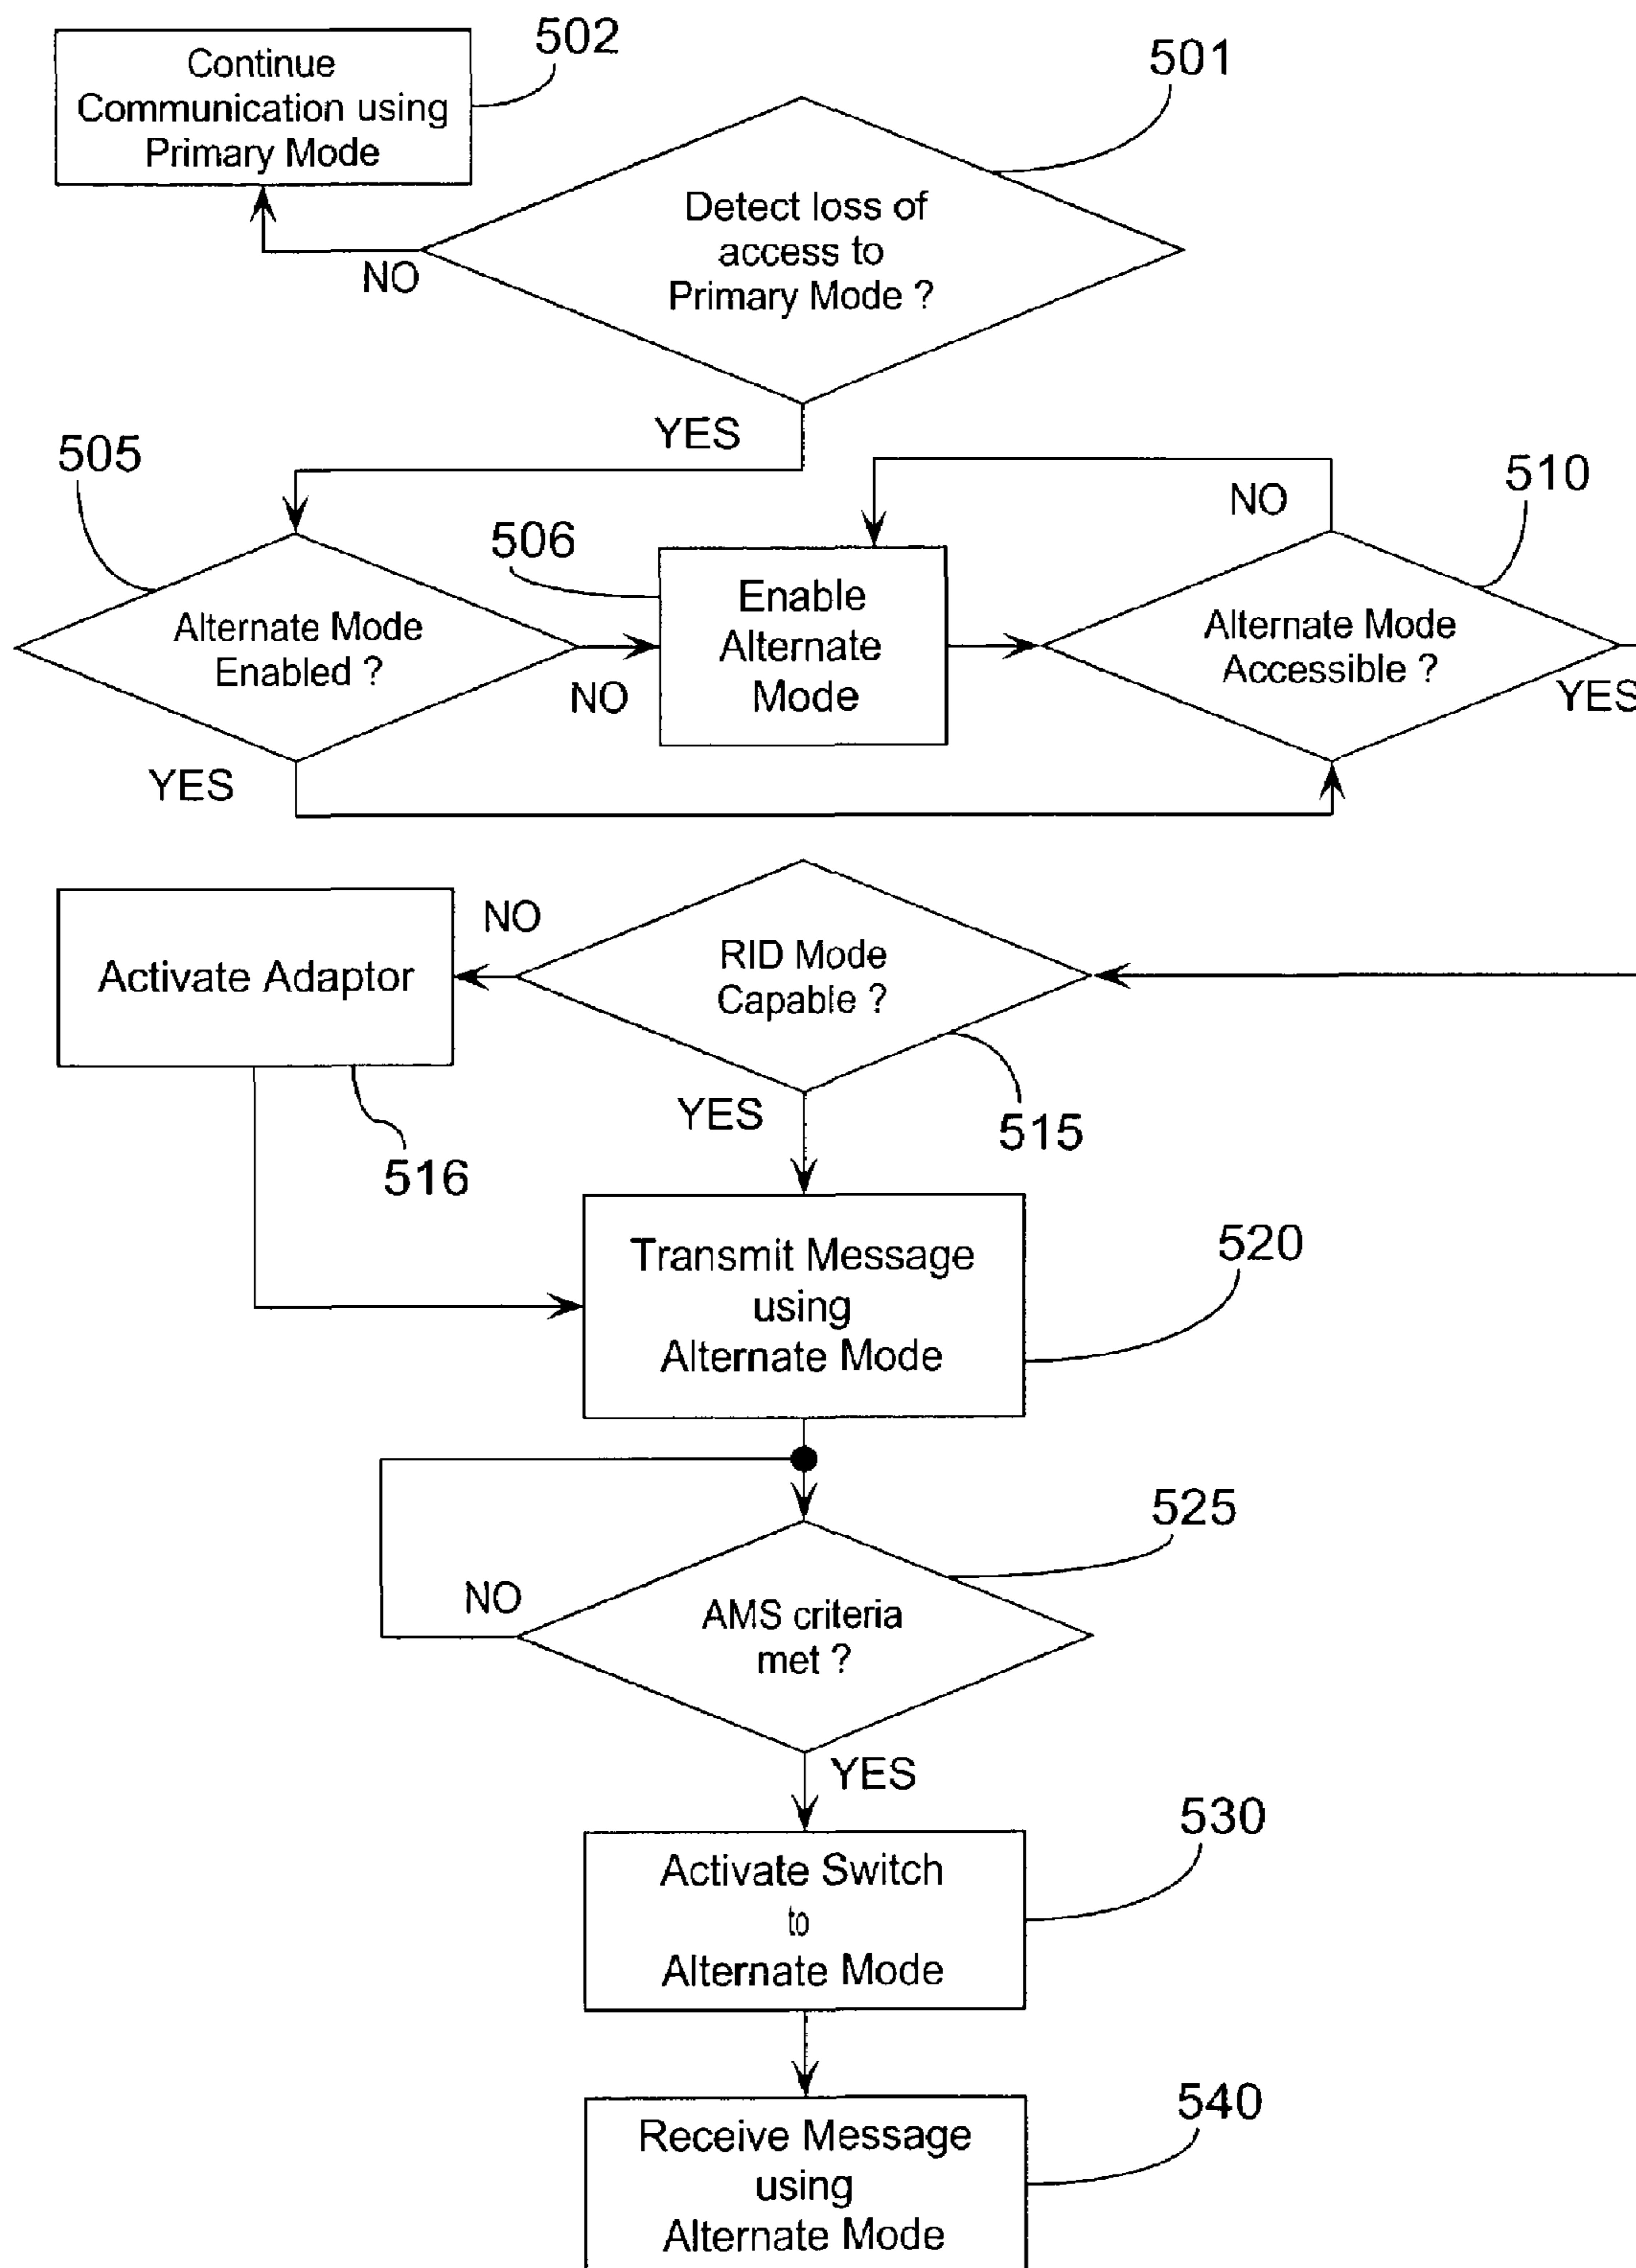 502
Continue
Communication using
Primary Mode
501
Detect loss of
access to
Primary Mode ?
NO
YES
505
506
510
NO
Alternate Mode
Enabled ?
NO
Enable
Alternate
Mode
Alternate Mode
Accessible ?
YES
YES
Activate Adaptor
NO
RID Mode
Capable ?
YES
515
516
Transmit Message
using
Alternate Mode
520
525
NO
AMS criteria
met ?
YES
530
Activate Switch
to
Alternate Mode
540
Receive Message
using
Alternate Mode